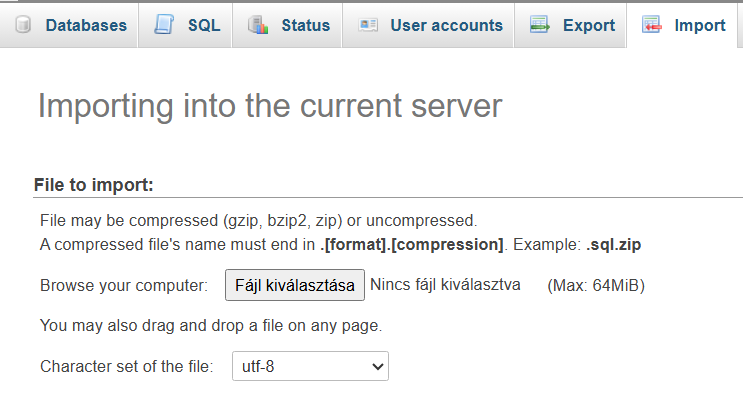 Databases SQL Status User accounts Export Import
Importing into the current server
File to import:
File may be compressed (gzip, bzip2, zip) or uncompressed.
A compressed file's name must end in .[format].[compression]. Example: .sql.zip
Browse your computer: Fájl kiválasztása Nincs fájl kiválasztva (Max: 64MiB)
You may also drag and drop a file on any page.
Character set of the file: utf-8